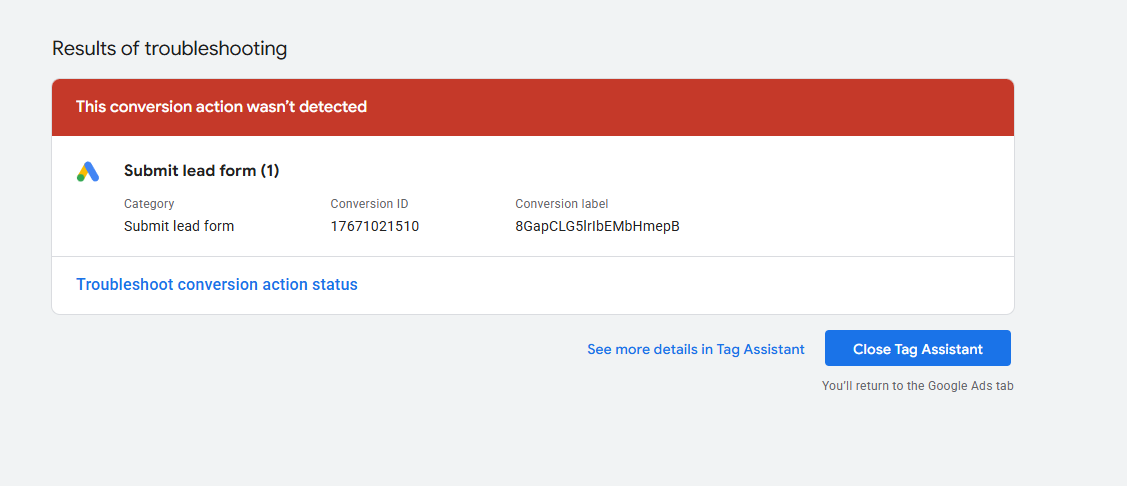 Results of troubleshooting
This conversion action wasn't detected
Submit lead form (1)
Category Conversion ID Conversion label
Submit lead form 17671021510 8GapCLG5lrIbEMbHmepB
Troubleshoot conversion action status
See more details in Tag Assistant Close Tag Assistant
You'll return to the Google Ads tab